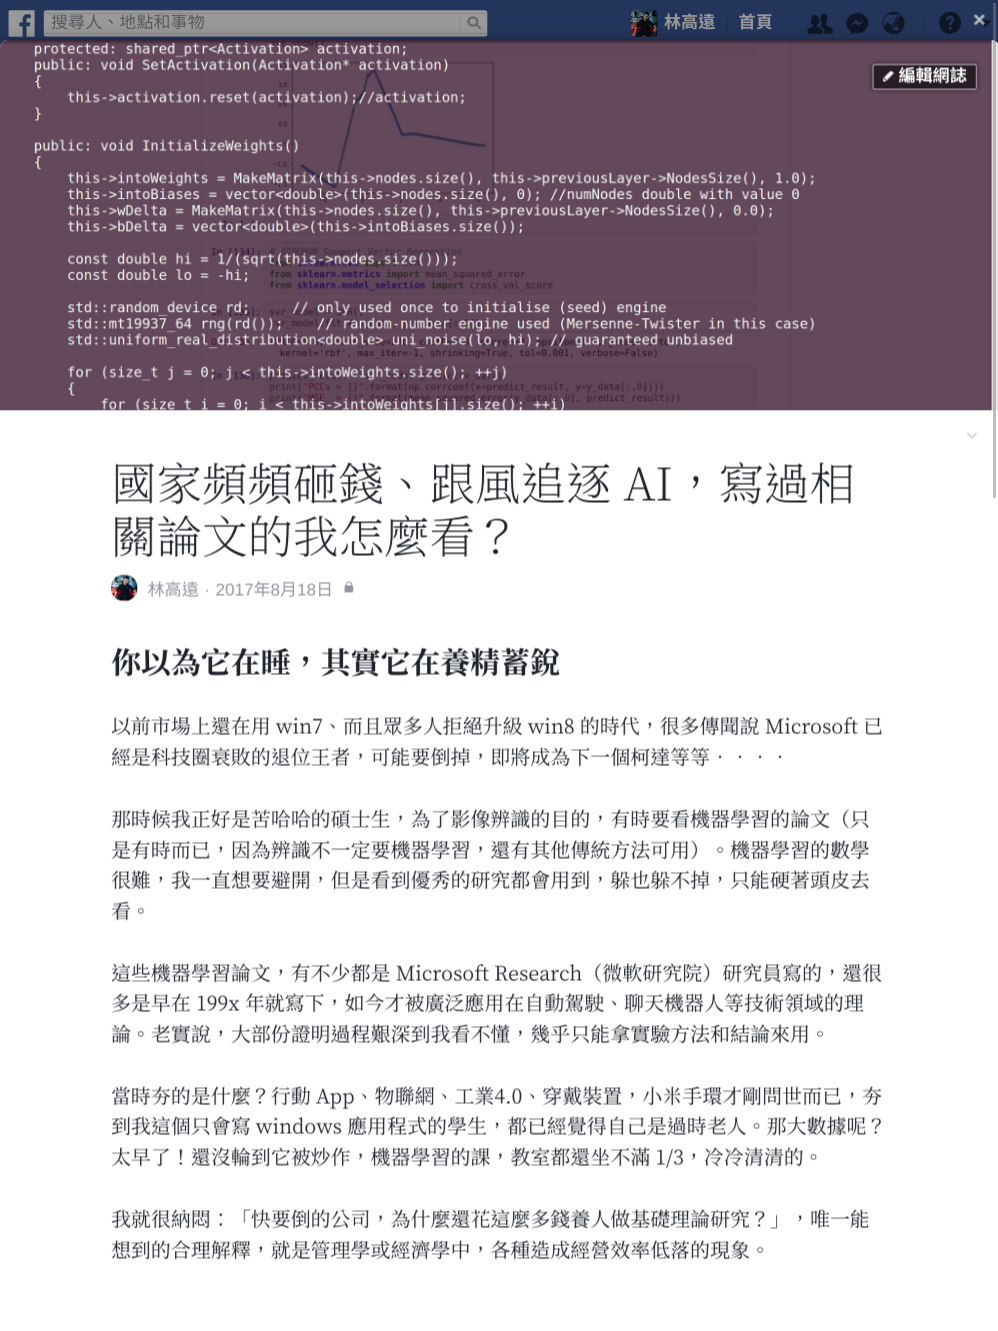 搜尋人、地點和事物
林高遠
首頁
編輯網誌
protected: shared_ptr<Activation> activation;
public: void SetActivation(Activation* activation)
{
this->activation.reset(activation);//activation;
}
public: void InitializeWeights()
{
this->intoWeights = MakeMatrix(this->nodes.size(), this->previousLayer->NodesSize(), 1.0);
this->intoBiases = vector<double>(this->nodes.size(), 0); //numNodes double with value 0
this->wDelta = MakeMatrix(this->nodes.size(), this->previousLayer->NodesSize(), 0.0);
this->bDelta = vector<double>(this->intoBiases.size());
const double hi = 1/(sqrt(this->nodes.size()));
const double lo = -hi;
from sklearn.metrics import mean_squared_error
from sklearn.model_selection import cross_val_score
std::random_device rd; // only used once to initialise (seed) engine
std::mt19937_64 rng(rd()); // random-number engine used (Mersenne-Twister in this case)
std::uniform_real_distribution<double> uni_noise(lo, hi); // guaranteed unbiased
kernel='rbf', max_iter=-1, shrinking=True, tol=0.001, verbose=False)
for (size_t j = 0; j < this->intoWeights.size(); ++j)
{
print("PCCs = {}".format(np.corrcoef(x=predict_result, y=y_data[:,0])))
for (size_t i = 0; i < this->intoWeights[j].size(); ++i)
國家頻頻砸錢、跟風追逐 AI，寫過相
關論文的我怎麼看？
林高遠 · 2017年8月18日
你以為它在睡，其實它在養精蓄銳
以前市場上還在用 win7、而且眾多人拒絕升級 win8 的時代，很多傳聞說 Microsoft 已
經是科技圈衰敗的退位王者，可能要倒掉，即將成為下一個柯達等等‧‧‧‧
那時候我正好是苦哈哈的碩士生，為了影像辨識的目的，有時要看機器學習的論文（只
是有時而已，因為辨識不一定要機器學習，還有其他傳統方法可用）。機器學習的數學
很難，我一直想要避開，但是看到優秀的研究都會用到，躲也躲不掉，只能硬著頭皮去
看。
這些機器學習論文，有不少都是 Microsoft Research（微軟研究院）研究員寫的，還很
多是早在 199x 年就寫下，如今才被廣泛應用在自動駕駛、聊天機器人等技術領域的理
論。老實說，大部份證明過程艱深到我看不懂，幾乎只能拿實驗方法和結論來用。
當時夯的是什麼？行動 App、物聯網、工業4.0、穿戴裝置，小米手環才剛問世而已，夯
到我這個只會寫 windows 應用程式的學生，都已經覺得自己是過時老人。那大數據呢？
太早了！還沒輪到它被炒作，機器學習的課，教室都還坐不滿 1/3，冷冷清清的。
我就很納悶：「快要倒的公司，為什麼還花這麼多錢養人做基礎理論研究？」，唯一能
想到的合理解釋，就是管理學或經濟學中，各種造成經營效率低落的現象。